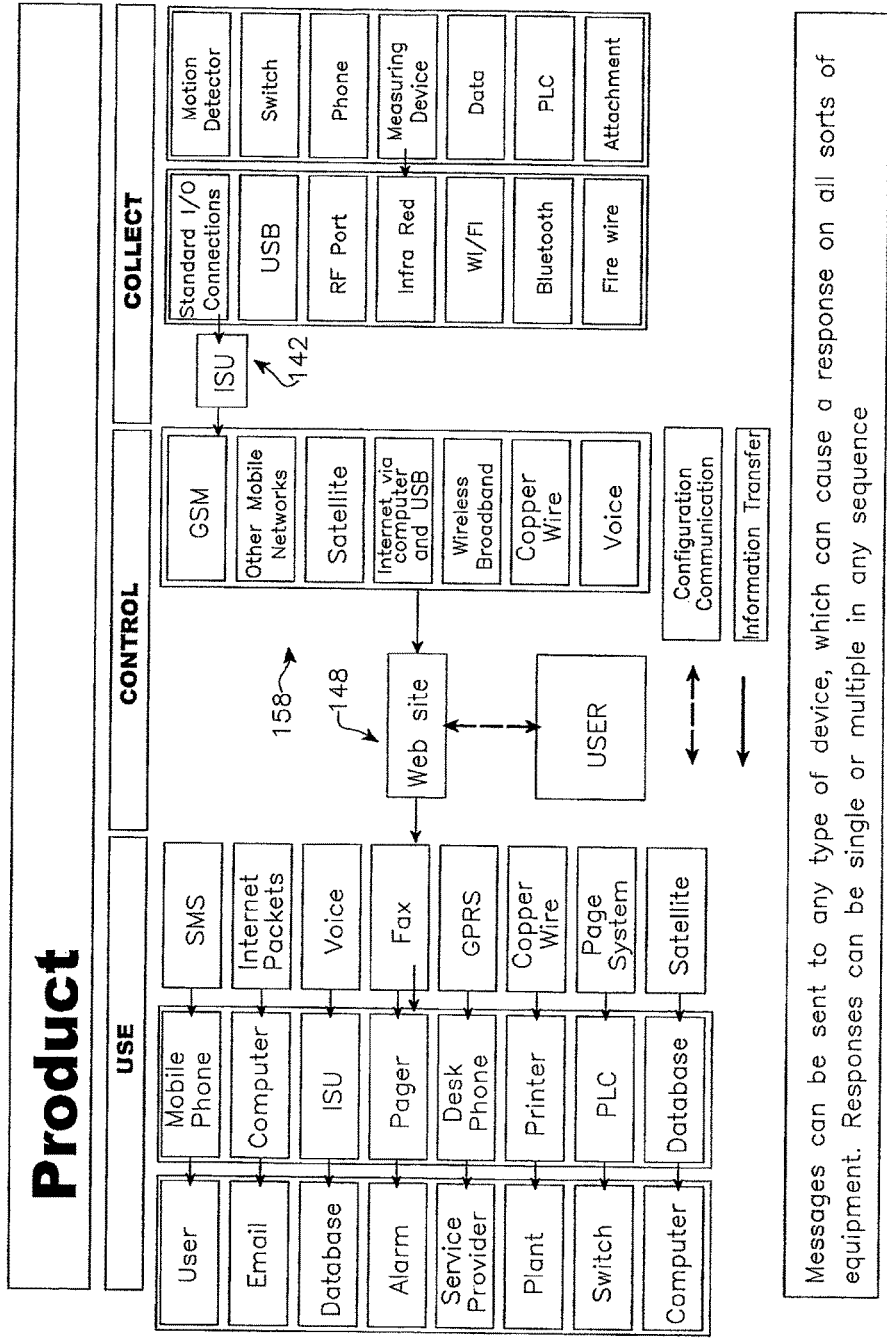 Product
USE
CONTROL
COLLECT
User
Email
Database
Alarm
Service
Provider
Plant
Switch
Computer
Mobile
Phone
Computer
ISU
Pager
Desk
Phone
Printer
PLC
Database
SMS
Internet
Packets
Voice
Fax
GPRS
Copper
Wire
Page
System
Satellite
158
148
Web site
USER
GSM
Other Mobile
Networks
Satellite
Internet, via
computer
and USB
Wireless
Broadband
Copper
Wire
Voice
Configuration
Communication
Information Transfer
ISU
142
Standard I/O
Connections
USB
RF Port
Infra Red
WI/FI
Bluetooth
Fire wire
Motion
Detector
Switch
Phone
Measuring
Device
Data
PLC
Attachment
Messages can be sent to any type of device, which can cause a response on all sorts of
equipment. Responses can be single or multiple in any sequence